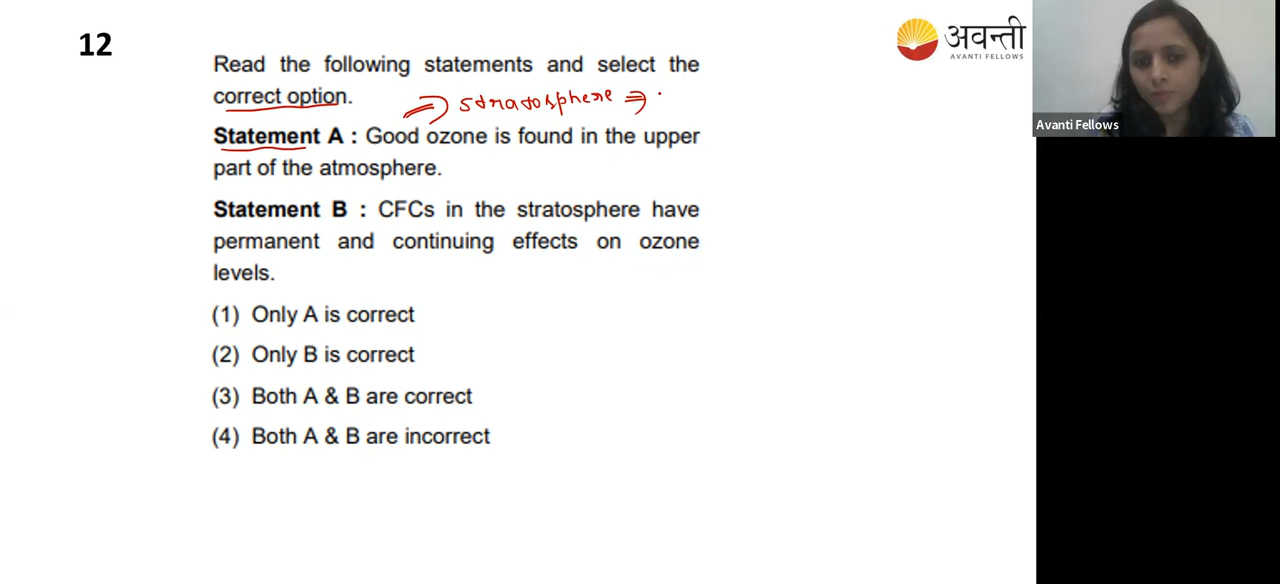 12
अवन्ती
AVANTI FELLOWS
Avanti Fellows
Read the following statements and select the
correct option.
stratosphere
Statement A : Good ozone is found in the upper
part of the atmosphere.
Statement B : CFCs in the stratosphere have
permanent and continuing effects on ozone
levels.
(1) Only A is correct
(2) Only B is correct
(3) Both A & B are correct
(4) Both A & B are incorrect